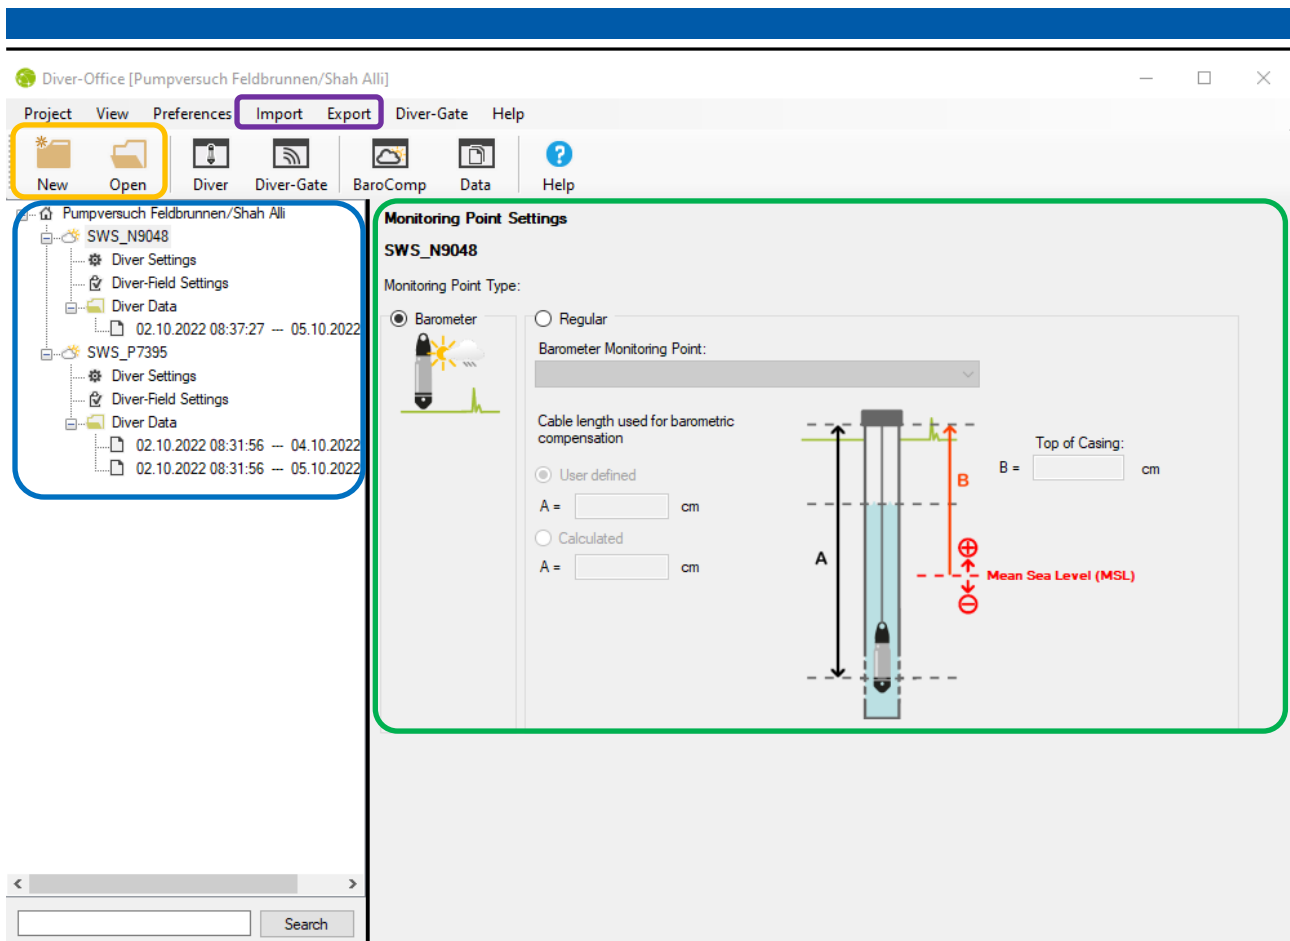 Diver-Office [Pumpversuch Feldbrunnen/Shah Alli]
Project View Preferences Import Export Diver-Gate Help
New Open Diver Diver-Gate BaroComp Data Help
Pumpversuch Feldbrunnen/Shah Alli
SWS_N9048
Diver Settings
Diver-Field Settings
Diver Data
02.10.2022 08:37:27 -- 05.10.2022
SWS_P7395
Diver Settings
Diver-Field Settings
Diver Data
02.10.2022 08:31:56 -- 04.10.2022
02.10.2022 08:31:56 -- 05.10.2022
Search
Monitoring Point Settings
SWS_N9048
Monitoring Point Type:
Barometer
Regular
Barometer Monitoring Point:
Cable length used for barometric
compensation
User defined
A = cm
Calculated
A = cm
A
B
Mean Sea Level (MSL)
Top of Casing:
B = cm